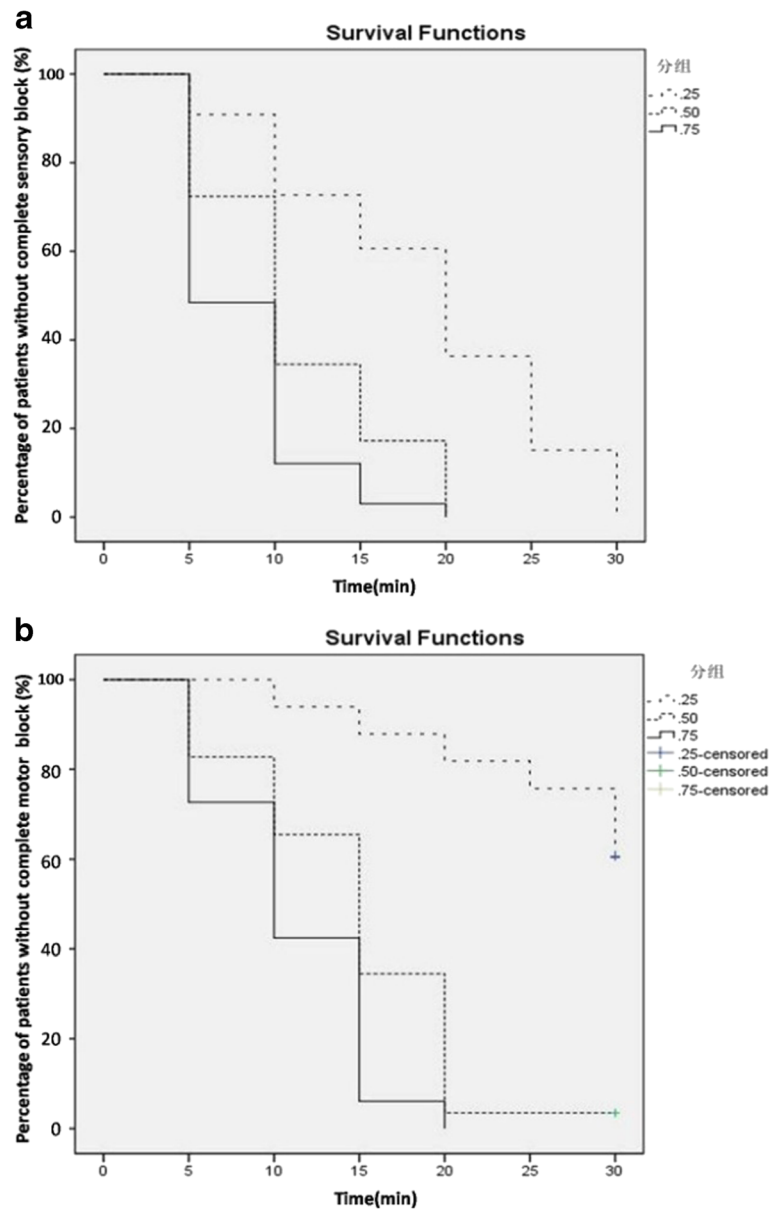 a
Survival Functions
Percentage of patients without complete sensory block (%)
100
80
60
40
20
0
0 5 10 15 20 25 30
Time(min)
分组
.25
.50
.75
b
Survival Functions
Percentage of patients without complete motor block (%)
100
80
60
40
20
0
0 5 10 15 20 25 30
Time(min)
分组
.25
.50
.75
.25-censored
.50-censored
.75-censored